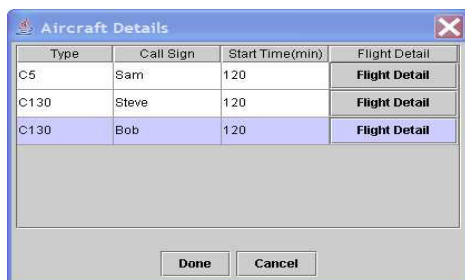 Aircraft Details
Type Call Sign Start Time(min) Flight Detail
C5 Sam 120 Flight Detail
C130 Steve 120 Flight Detail
C130 Bob 120 Flight Detail
Done Cancel